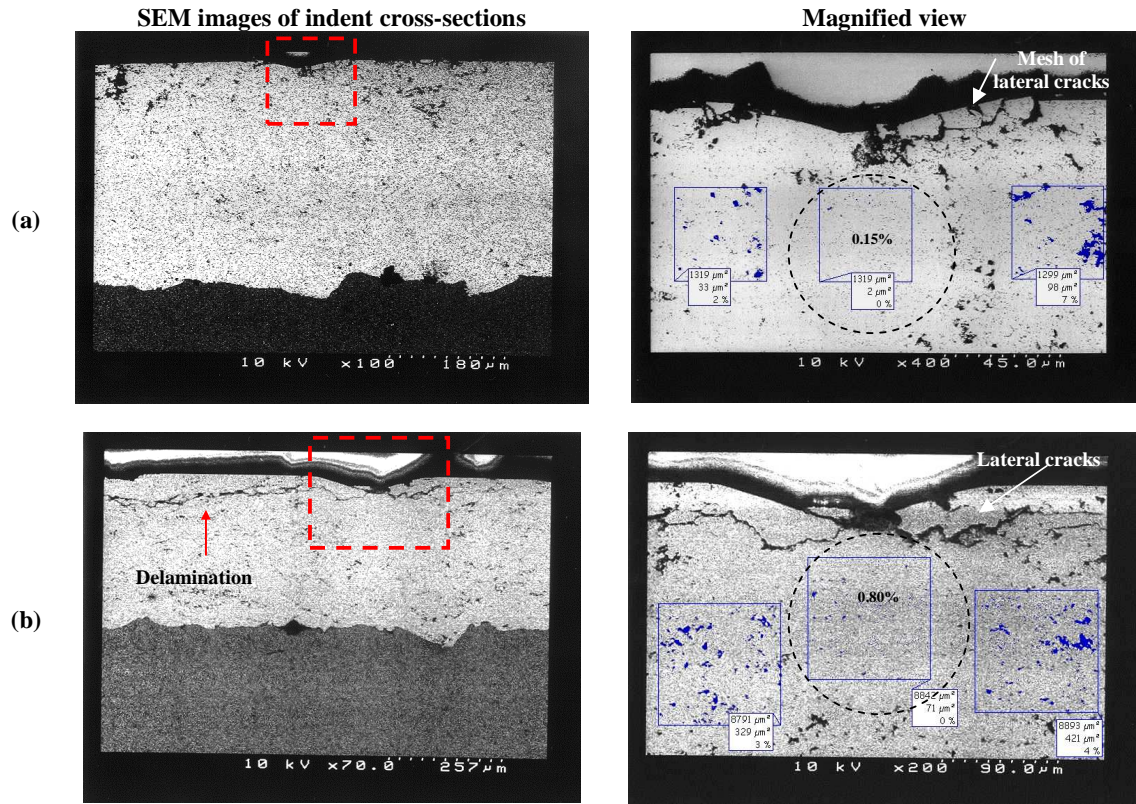 SEM images of indent cross-sections
Magnified view
(a)
10 kV x100 180µm
Mesh of
lateral cracks
0.15%
1319 µm²
33 µm²
2 %
1319 µm²
2 µm²
0 %
1299 µm²
98 µm²
7 %
10 kV x400 45.0µm
(b)
Delamination
10 kV x70.0 257µm
Lateral cracks
0.80%
8791 µm²
329 µm²
3 %
8842 µm²
71 µm²
0 %
8893 µm²
421 µm²
4 %
10 kV x200 90.0µm